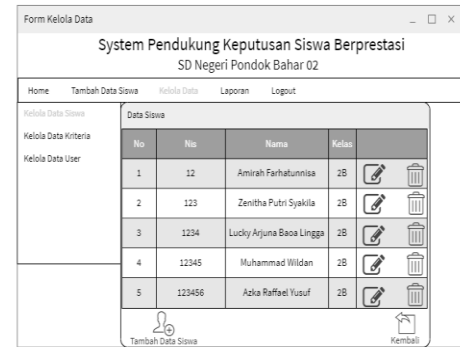 Form Kelola Data
System Pendukung Keputusan Siswa Berprestasi
SD Negeri Pondok Bahar 02
Home Tambah Data Siswa Kelola Data Laporan Logout
Kelola Data Siswa
Kelola Data Kriteria
Kelola Data User
Data Siswa
No Nis Nama Kelas
1 12 Amirah Farhatunnisa 2B
2 123 Zenitha Putri Syakila 2B
3 1234 Lucky Arjuna Baoa Lingga 2B
4 12345 Muhammad Wildan 2B
5 123456 Azka Raffael Yusuf 2B
Tambah Data Siswa Kembali